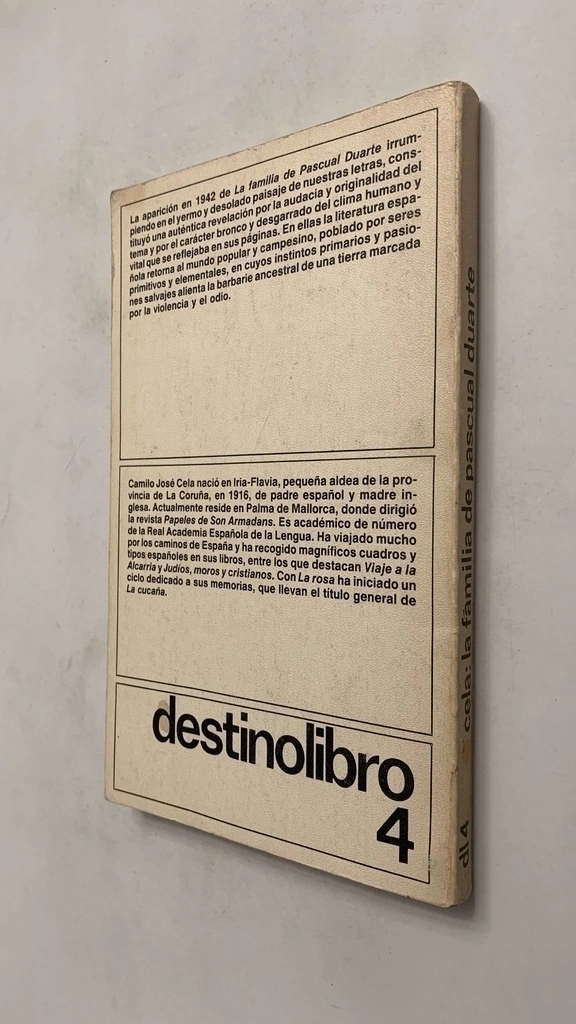 La aparición en 1942 de La familia de Pascual Duarte irrum-
piendo en el yermo y desolado paisaje de nuestras letras, cons-
tituyó una auténtica revelación por la audacia y originalidad del
tema y por el carácter bronco y desgarrado del clima humano y
vital que se reflejaba en sus páginas. En ellas la literatura espa-
ñola retorna al mundo popular y campesino, poblado por seres
primitivos y elementales, en cuyos instintos primarios y pasio-
nes salvajes alienta la barbarie ancestral de una tierra marcada
por la violencia y el odio.
Camilo José Cela nació en Iria-Flavia, pequeña aldea de la pro-
vincia de La Coruña, en 1916, de padre español y madre in-
glesa. Actualmente reside en Palma de Mallorca, donde dirigió
la revista Papeles de Son Armadans. Es académico de número
de la Real Academia Española de la Lengua. Ha viajado mucho
por los caminos de España y ha recogido magníficos cuadros y
tipos españoles en sus libros, entre los que destacan Viaje a la
Alcarria y Judíos, moros y cristianos. Con La rosa ha iniciado un
ciclo dedicado a sus memorias, que llevan el título general de
La cucaña.
destinolibro
4
dl 4 cela: la familia de pascual duarte